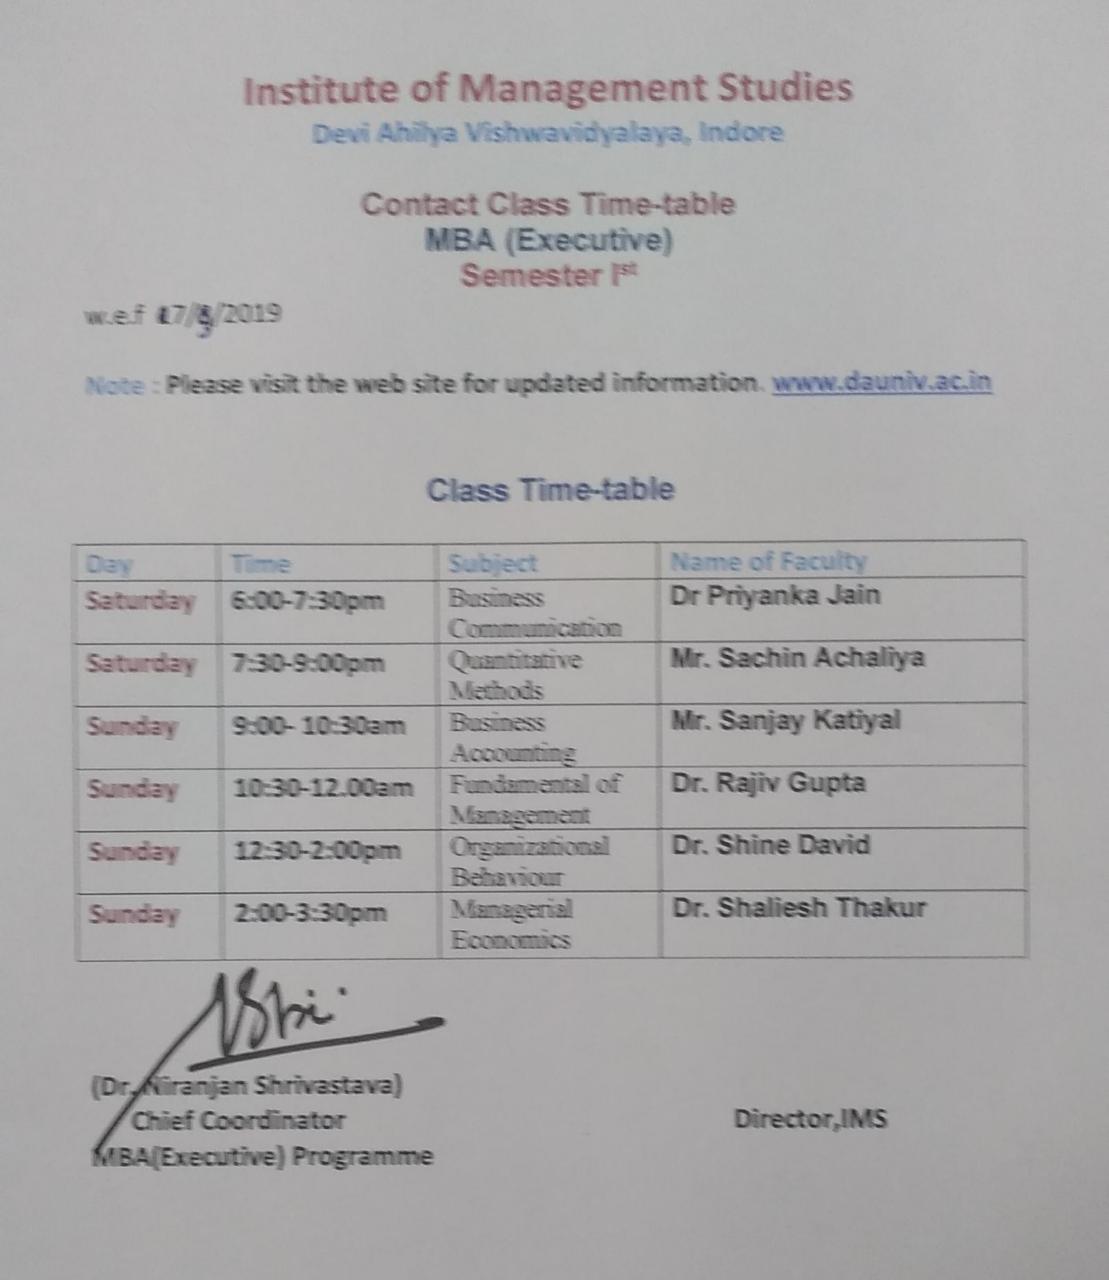 Institute of Management Studies
Devi Ahilya Vishwavidyalaya, Indore
Contact Class Time-table
MBA (Executive)
Semester Ist
w.e.f /2019
Note : Please visit the web site for updated information. www.dauniv.ac.in
Class Time-table
Day Time Subject Name of Faculty
Saturday 6:00-7:30pm Business Dr Priyanka Jain
Communication
Saturday 7:30-9:00pm Quantitative Mr. Sachin Achaliya
Methods
Sunday 9:00- 10:30am Business Mr. Sanjay Katiyal
Accounting
Sunday 10:30-12.00am Fundamental of Dr. Rajiv Gupta
Management
Sunday 12:30-2:00pm Organizational Dr. Shine David
Behaviour
Sunday 2:00-3:30pm Managerial Dr. Shaliesh Thakur
Economics
(Dr. Niranjan Shrivastava)
Chief Coordinator Director,IMS
MBA(Executive) Programme